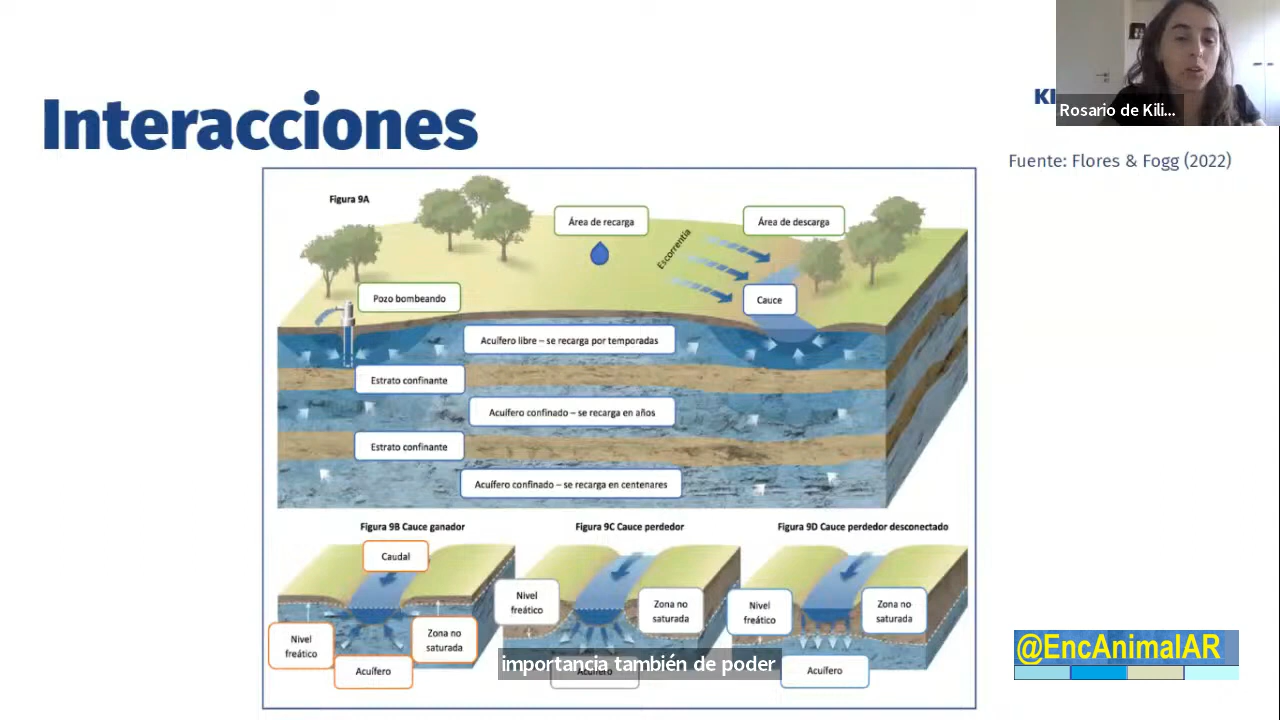 Interacciones
KI
Rosario de Kili...
Fuente: Flores & Fogg (2022)
Figura 9A
Área de recarga
Área de descarga
Escorrentia
Pozo bombeando
Cauce
Acuífero libre – se recarga por temporadas
Estrato confinante
Acuífero confinado – se recarga en años
Estrato confinante
Acuífero confinado – se recarga en centenares
Figura 9B Cauce ganador
Figura 9C Cauce perdedor
Figura 9D Cauce perdedor desconectado
Caudal
Nivel
freático
Zona no
saturada
Acuífero
Nivel
freático
Zona no
saturada
Acuífero
Nivel
freático
Zona no
saturada
Acuífero
importancia también de poder
@EncAnimalAR